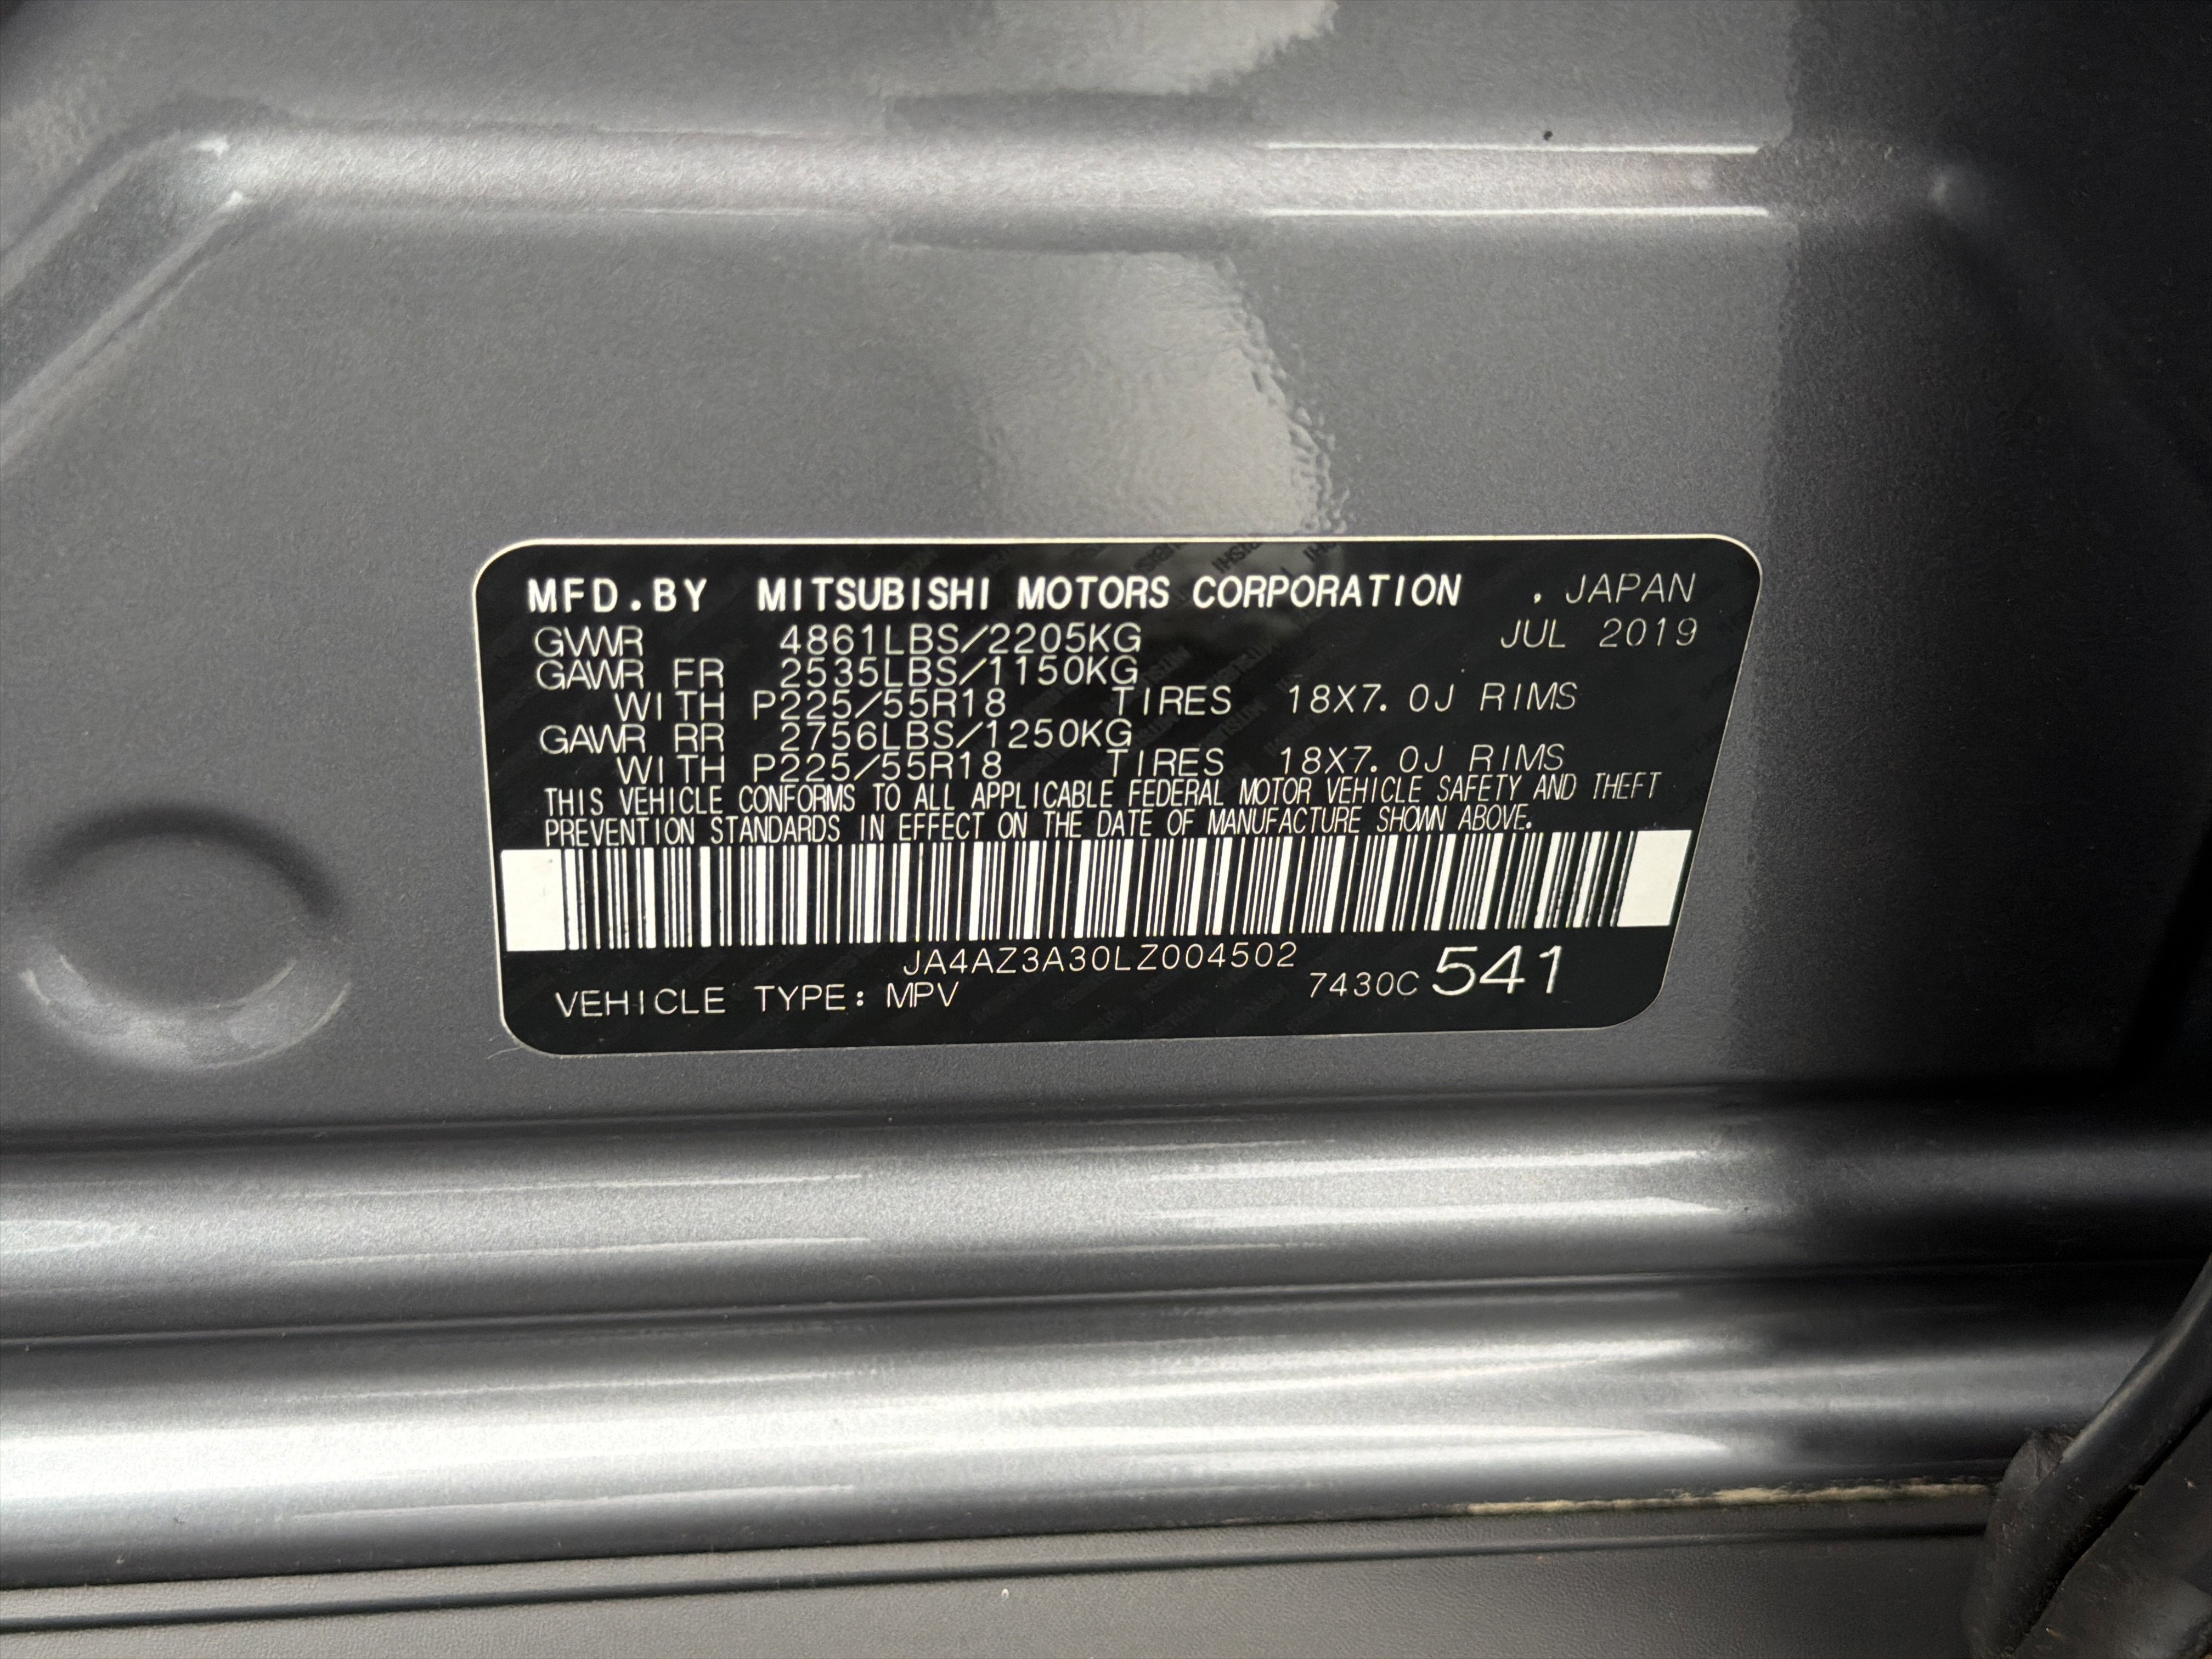 MFD.BY MITSUBISHI MOTORS CORPORATION . JAPAN
JUL 2019
GVWR 4861LBS/2205KG
GAWR FR 2535LBS/1150KG
WITH P225/55R18 TIRES 18X7.0J RIMS
GAWR RR 2756LBS/1250KG
WITH P225/55R18 TIRES 18X7.0J RIMS
THIS VEHICLE CONFORMS TO ALL APPLICABLE FEDERAL MOTOR VEHICLE SAFETY AND THEFT
PREVENTION STANDARDS IN EFFECT ON THE DATE OF MANUFACTURE SHOWN ABOVE.
JA4AZ3A30LZ004502
VEHICLE TYPE: MPV 7430C 541